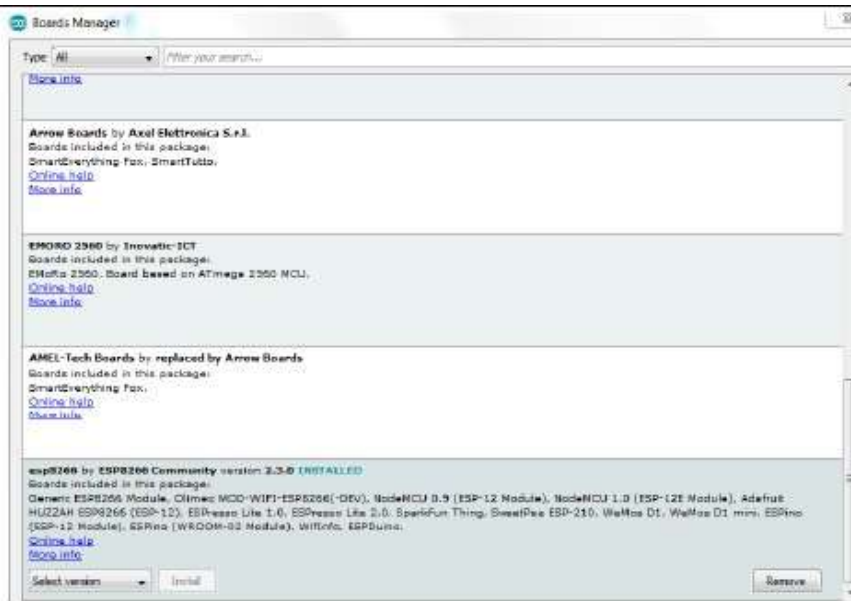 Boards Manager
Type All Filter your search...
More info
Arrow Boards by Axel Elettronica S.r.l.
Boards included in this package:
SmartEverything Fox, SmartTutto.
Online help
More info
EMORO 2560 by Inovatic-ICT
Boards included in this package:
EMoRo 2560. Board based on ATmega 2560 MCU.
Online help
More info
AMEL-Tech Boards by replaced by Arrow Boards
Boards included in this package:
SmartEverything Fox.
Online help
More info
esp8266 by ESP8266 Community version 2.3.0 INSTALLED
Boards included in this package:
Generic ESP8266 Module, Olimex MOD-WIFI-ESP8266(-DEV), NodeMCU 0.9 (ESP-12 Module), NodeMCU 1.0 (ESP-12E Module), Adafruit
HUZZAH ESP8266 (ESP-12), ESPresso Lite 1.0, ESPresso Lite 2.0, SparkFun Thing, SweetPea ESP-210, WeMos D1, WeMos D1 mini, ESPino
(ESP-12 Module), ESPino (WROOM-02 Module), WifInfo, ESPDuino.
Online help
More info
Select version Install Remove